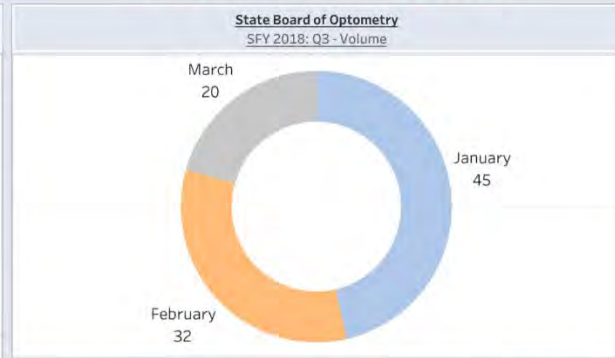 State Board of Optometry
SFY 2018: Q3 - Volume
March
20
January
45
February
32